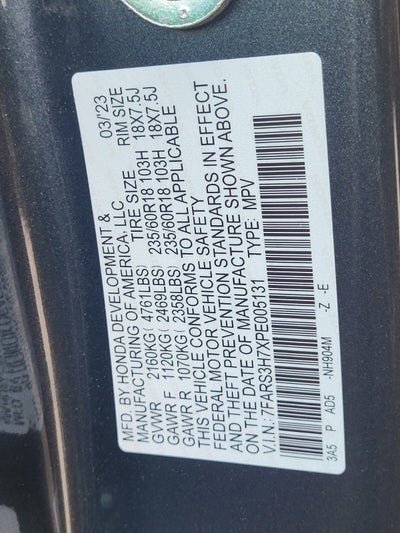 MFD. BY HONDA DEVELOPMENT &
MANUFACTURING OF AMERICA, LLC 03/'23
TIRE SIZE RIM SIZE
GVWR 2160KG( 4761LBS) 235/60R18 103H 18X7.5J
GAWR F 1120KG( 2469LBS) 235/60R18 103H 18X7.5J
GAWR R 1070KG( 2358LBS)
THIS VEHICLE CONFORMS TO ALL APPLICABLE
FEDERAL MOTOR VEHICLE SAFETY
AND THEFT PREVENTION STANDARDS IN EFFECT
ON THE DATE OF MANUFACTURE SHOWN ABOVE.
V.I.N.: 7FARS3H7XPE005131 TYPE: MPV
3A5 P AD5 -NH904M -Z -E